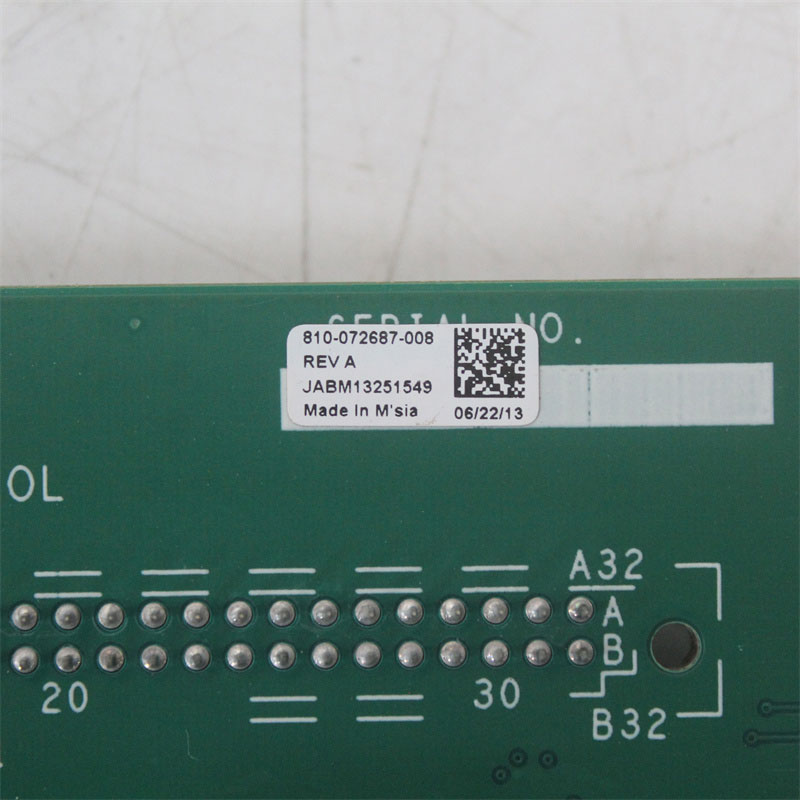 SERIAL NO.
810-072687-008
REV A
JABM13251549
Made In M'sia
06/22/13
OL
A32
A
B
20
30
B32